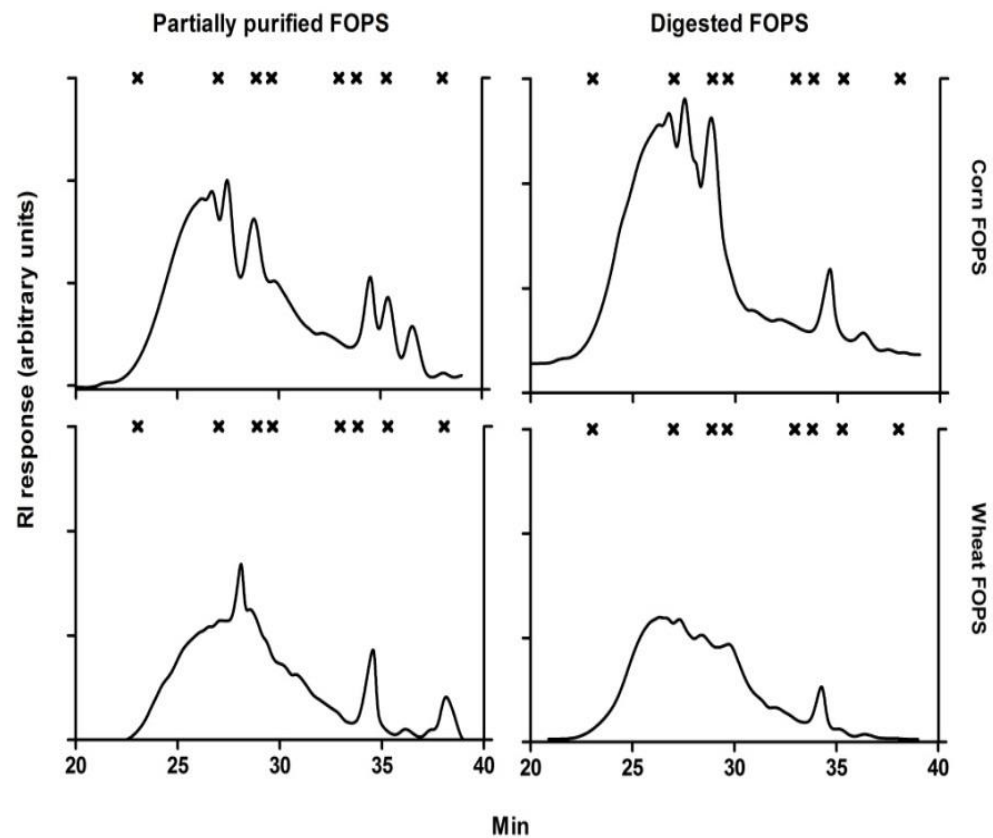 Partially purified FOPS
Digested FOPS
RI response (arbitrary units)
Corn FOPS
Wheat FOPS
20 25 30 35 40
20 25 30 35 40
Min